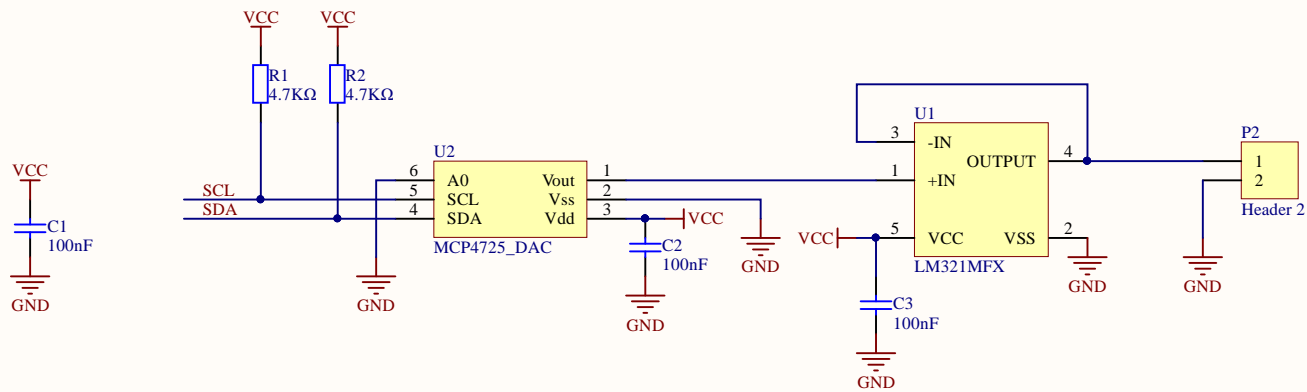 VCC
VCC
R1
4.7KΩ
R2
4.7KΩ
VCC
C1
100nF
GND
SCL
SDA
U2
6
A0
5
SCL
4
SDA
Vout
1
Vss
2
Vdd
3
MCP4725_DAC
GND
VCC
C2
100nF
GND
GND
U1
3
-IN
1
+IN
OUTPUT
4
VCC
5
VCC
VSS
2
LM321MFX
GND
C3
100nF
GND
P2
1
2
Header 2
GND